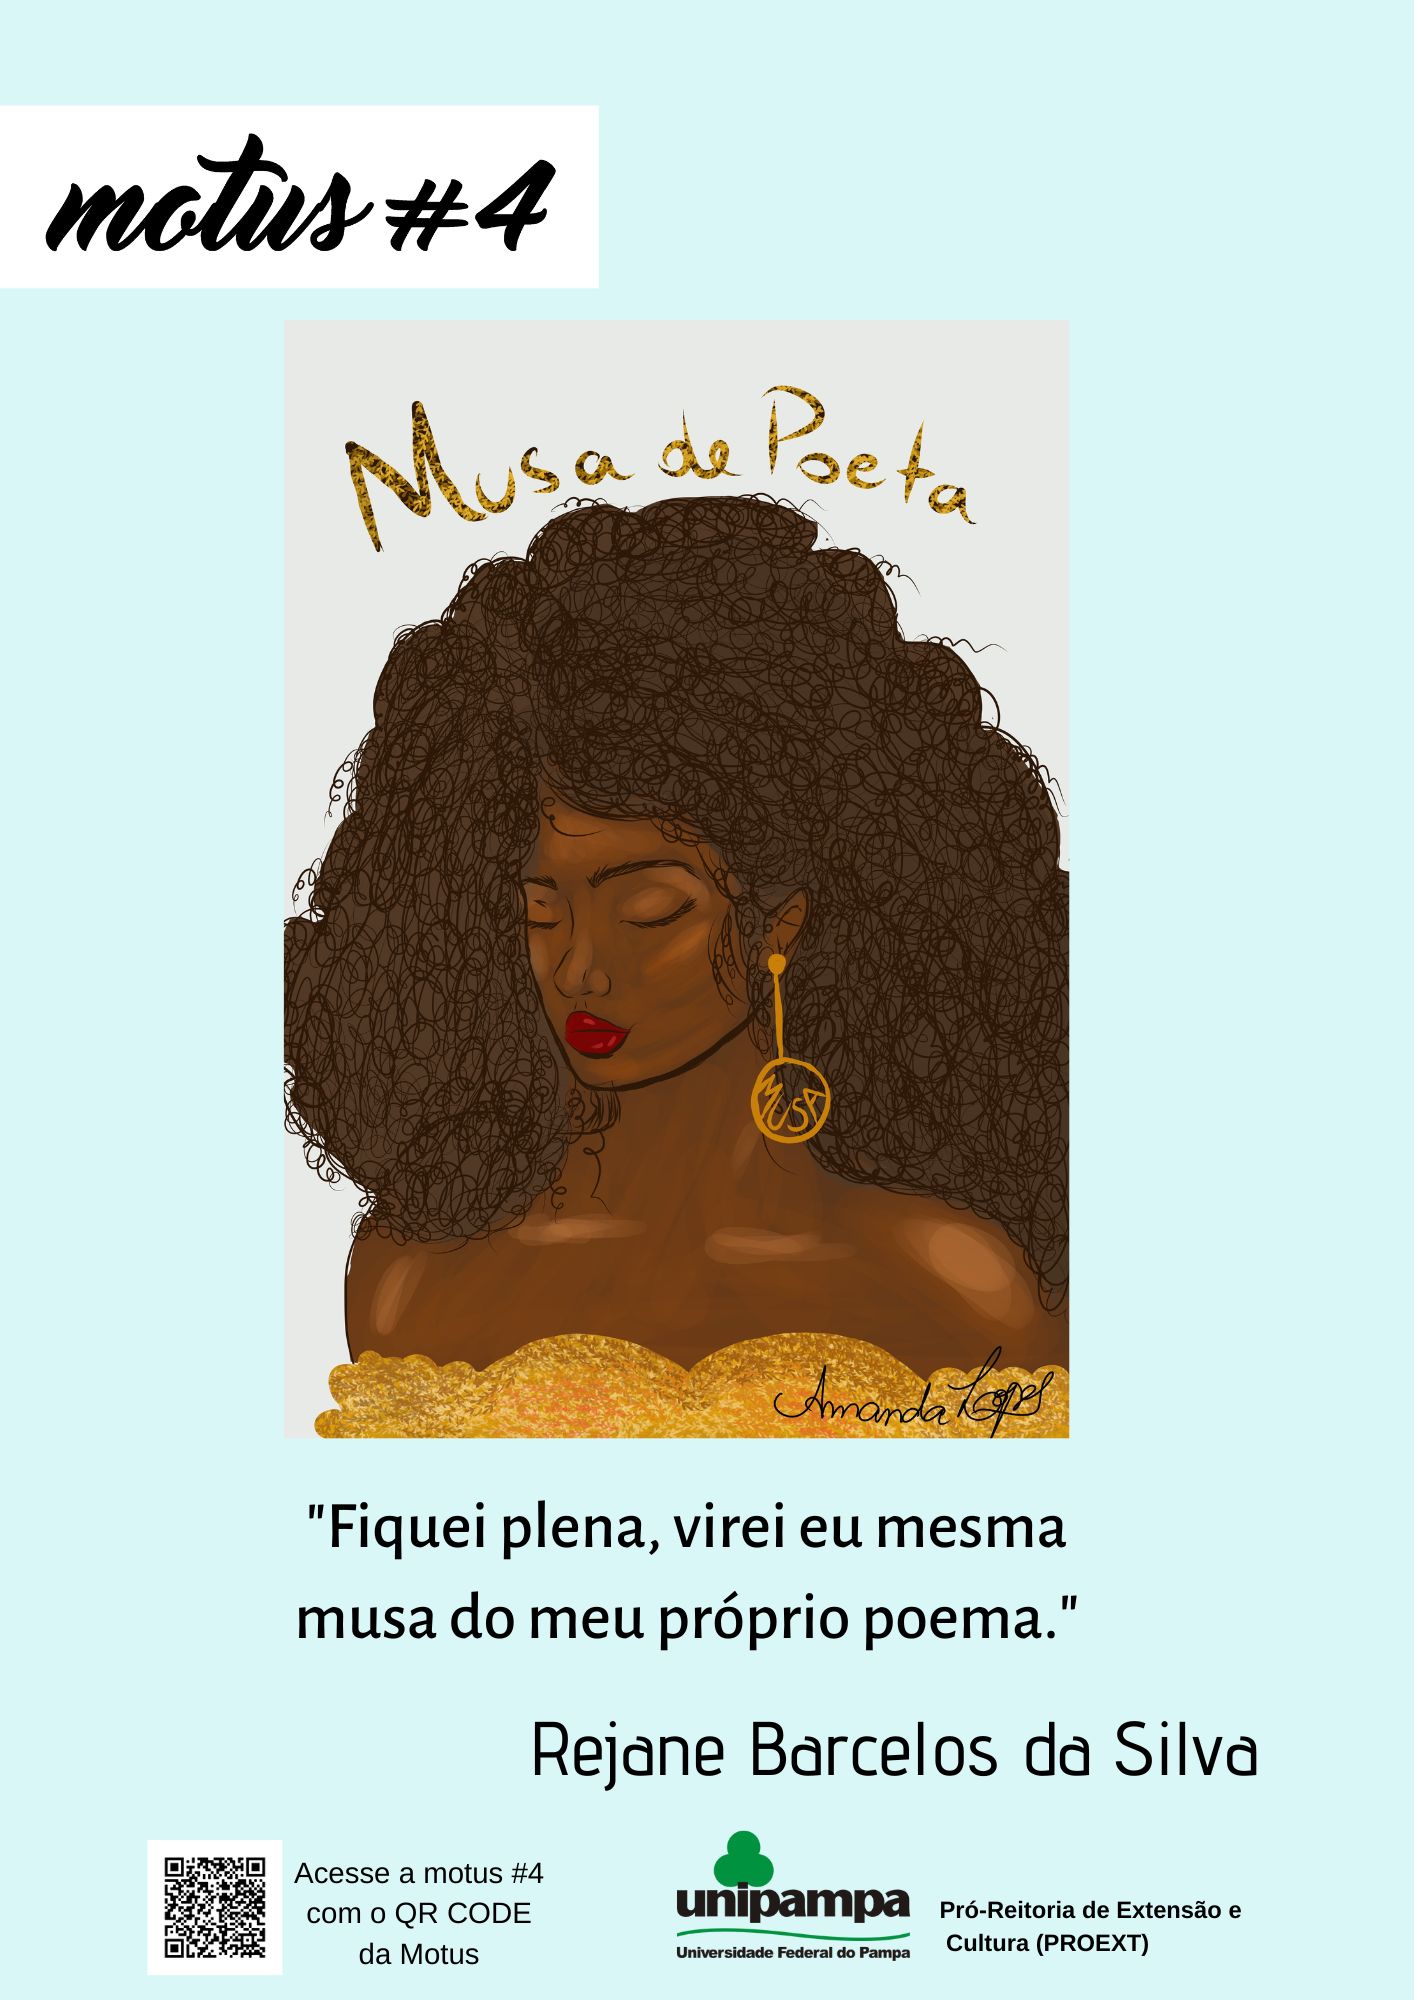 motus #4
Musa de Poeta
MUSA
Amanda Lopes
"Fiquei plena, virei eu mesma
musa do meu próprio poema."
Rejane Barcelos da Silva
Acesse a motus #4
com o QR CODE
da Motus
unipampa
Universidade Federal do Pampa
Pró-Reitoria de Extensão e
Cultura (PROEXT)